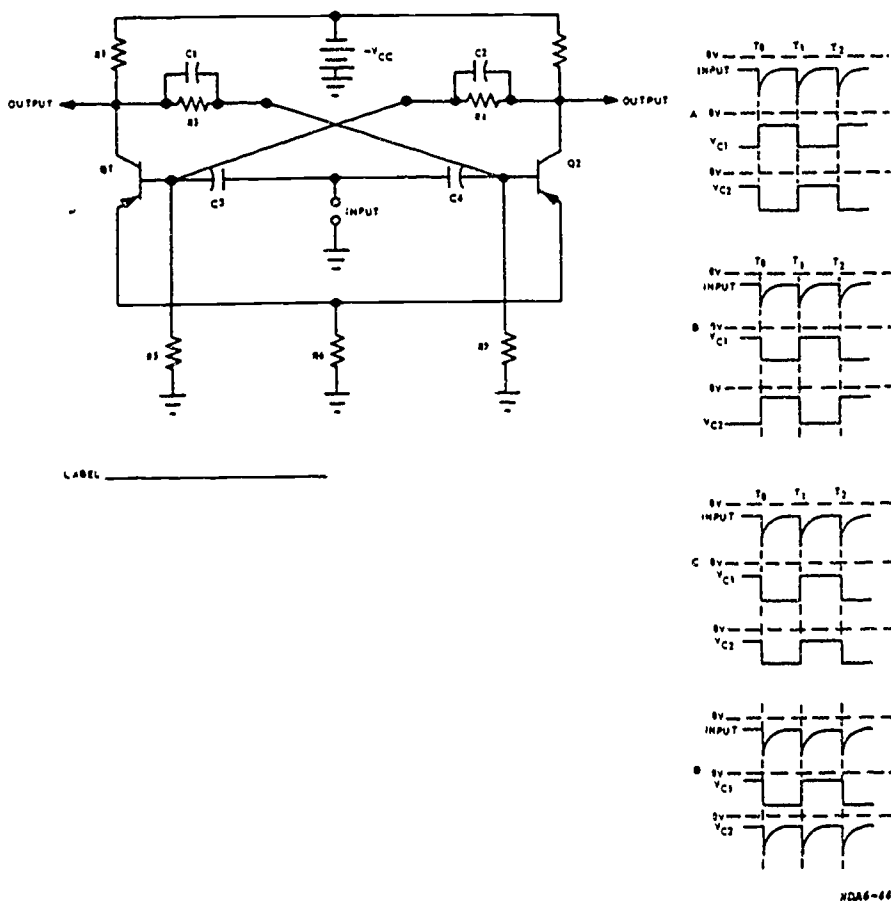 C1
C2
-VCC
OUTPUT
OUTPUT
Q2
C3
C4
INPUT
R5
R6
LABEL
T0 T1 T2
0V
INPUT
A 0V
VC1
0V
VC2
T0 T1 T2
0V
INPUT
B 0V
VC1
0V
VC2
T0 T1 T2
0V
INPUT
C 0V
VC1
0V
VC2
0V
INPUT
0V
VC1
0V
VC2